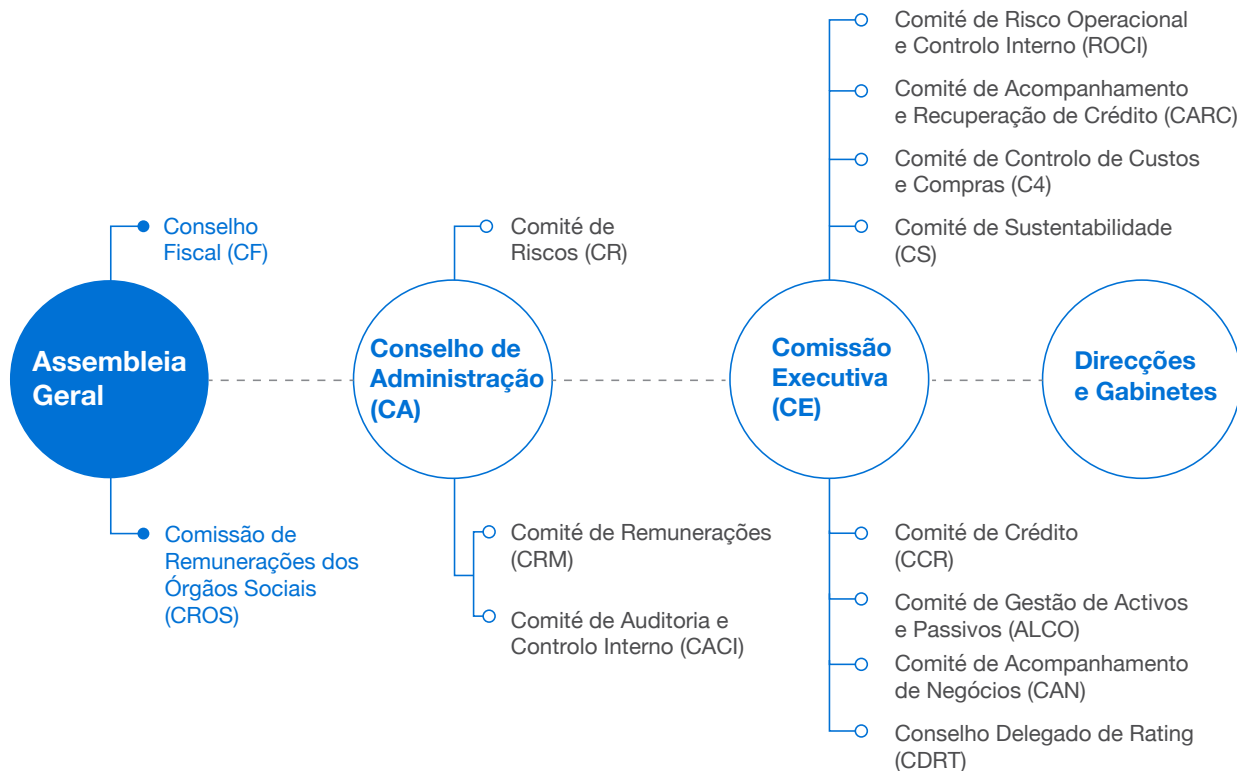 Assembleia
Geral
Conselho
Fiscal (CF)
Comissão de
Remunerações dos
Órgãos Sociais
(CROS)
Conselho de
Administração
(CA)
Comité de
Riscos (CR)
Comité de Remunerações
(CRM)
Comité de Auditoria e
Controlo Interno (CACI)
Comissão
Executiva
(CE)
Comité de Risco Operacional
e Controlo Interno (ROCI)
Comité de Acompanhamento
e Recuperação de Crédito (CARC)
Comité de Controlo de Custos
e Compras (C4)
Comité de Sustentabilidade
(CS)
Comité de Crédito
(CCR)
Comité de Gestão de Activos
e Passivos (ALCO)
Comité de Acompanhamento
de Negócios (CAN)
Conselho Delegado de Rating
(CDRT)
Direcções
e Gabinetes